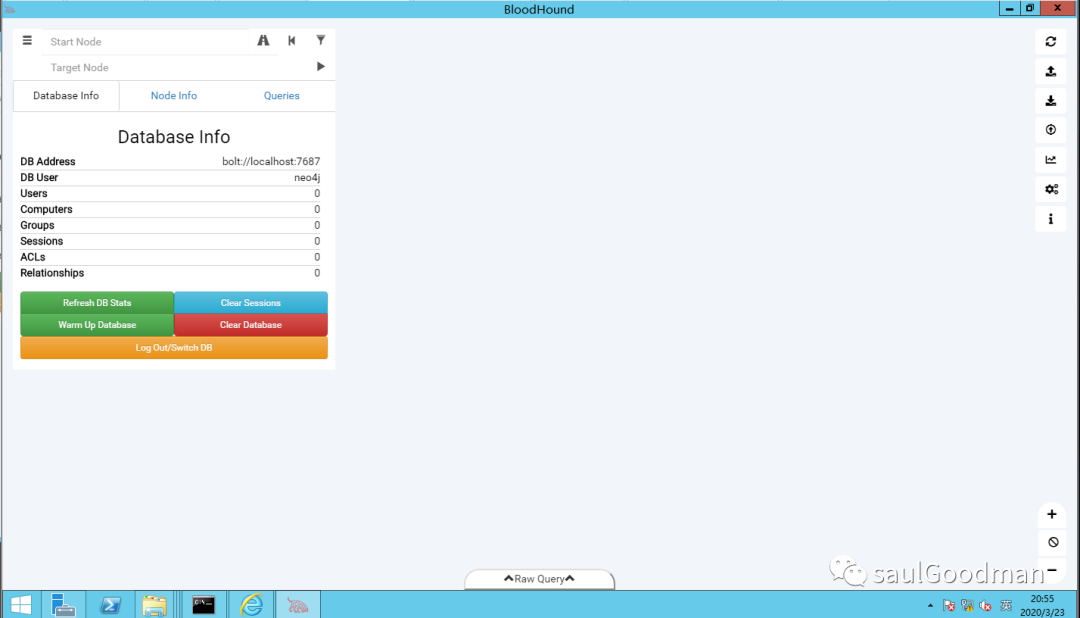 BloodHound
Start Node
Target Node
Database Info Node Info Queries
Database Info
DB Address bolt://localhost:7687
DB User neo4j
Users 0
Computers 0
Groups 0
Sessions 0
ACLs 0
Relationships 0
Refresh DB Stats Clear Sessions
Warm Up Database Clear Database
Log Out/Switch DB
Raw Query
saulGoodman
英 20:55
2020/3/23